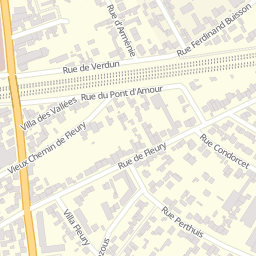 Rue d'Arménie
Rue Ferdinand Buisson
Rue de Verdun
Rue du Pont d'Amour
Villa des Vallées
Vieux Chemin de Fleury
Rue Condorcet
Rue de Fleury
Villa Fleury
Rue Perthuis